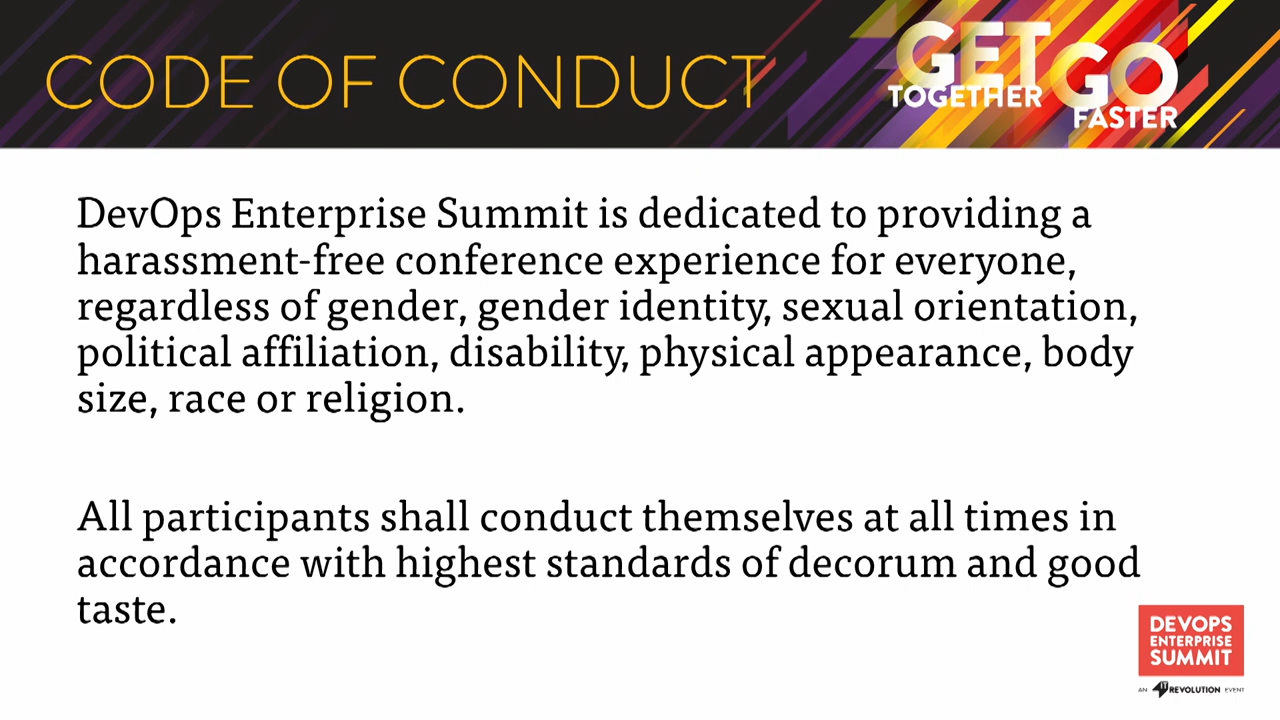 CODE OF CONDUCT
GET
TOGETHER
GO
FASTER
DevOps Enterprise Summit is dedicated to providing a
harassment-free conference experience for everyone,
regardless of gender, gender identity, sexual orientation,
political affiliation, disability, physical appearance, body
size, race or religion.
All participants shall conduct themselves at all times in
accordance with highest standards of decorum and good
taste.
DEVOPS
ENTERPRISE
SUMMIT
AN IT REVOLUTION EVENT